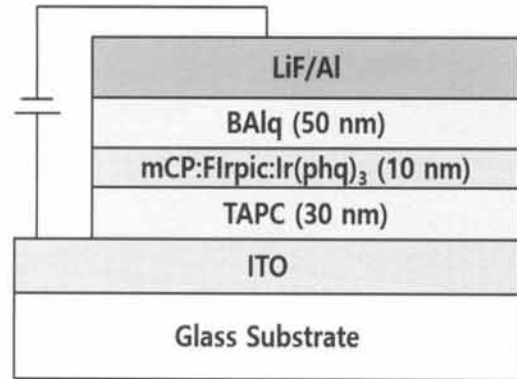 LiF/Al
BAlq (50 nm)
mCP:FIrpic:Ir(phq)₃ (10 nm)
TAPC (30 nm)
ITO
Glass Substrate